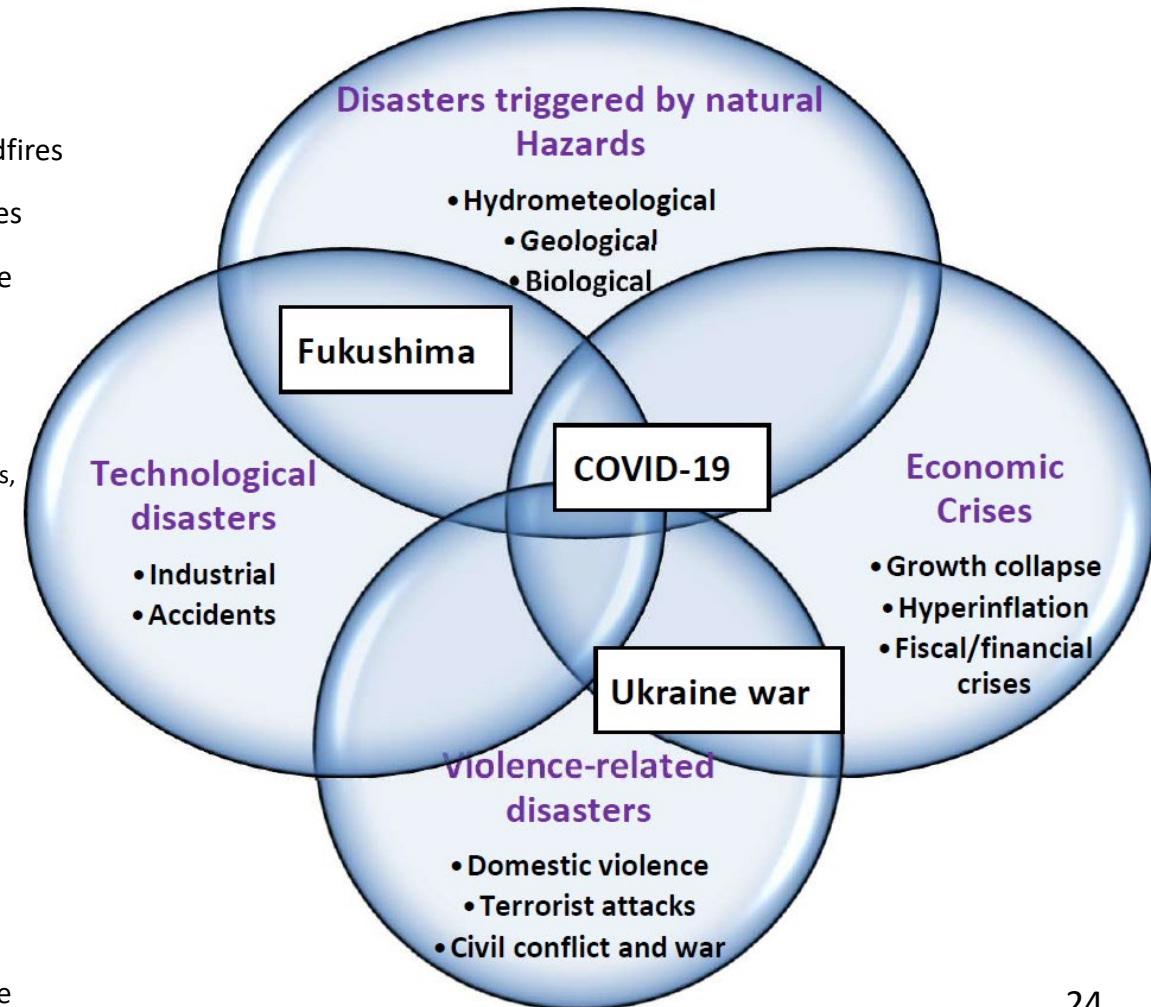 dfires
es
e
s,
e
Disasters triggered by natural
Hazards
•Hydrometeological
•Geological
•Biological
Fukushima
COVID-19
Technological
disasters
•Industrial
•Accidents
Economic
Crises
•Growth collapse
•Hyperinflation
•Fiscal/financial
crises
Ukraine war
Violence-related
disasters
•Domestic violence
•Terrorist attacks
•Civil conflict and war
24